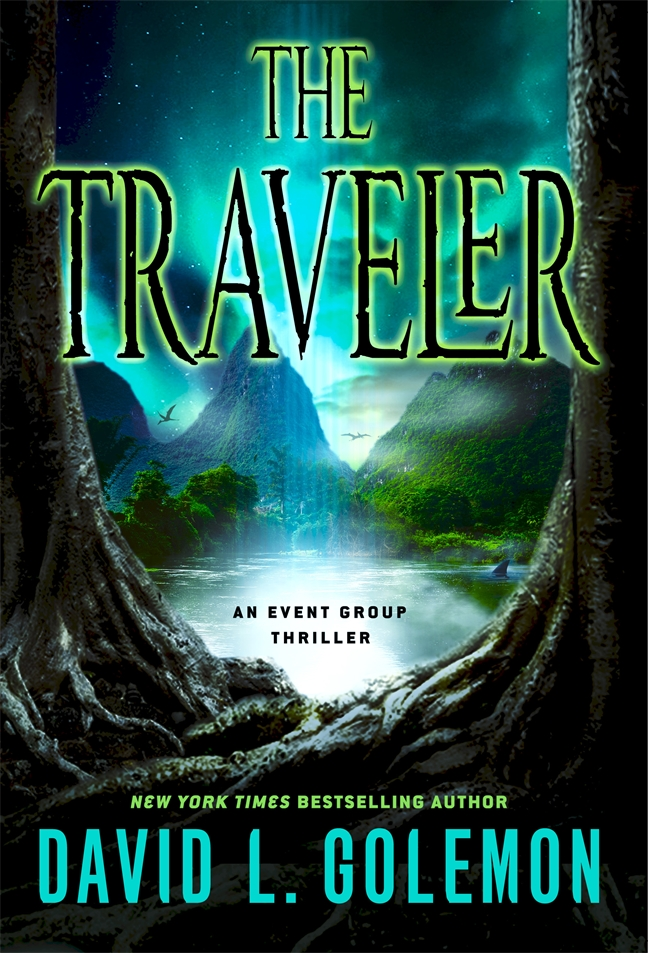 THE
TRAVELER
AN EVENT GROUP
THRILLER
NEW YORK TIMES BESTSELLING AUTHOR
DAVID L. GOLEMON